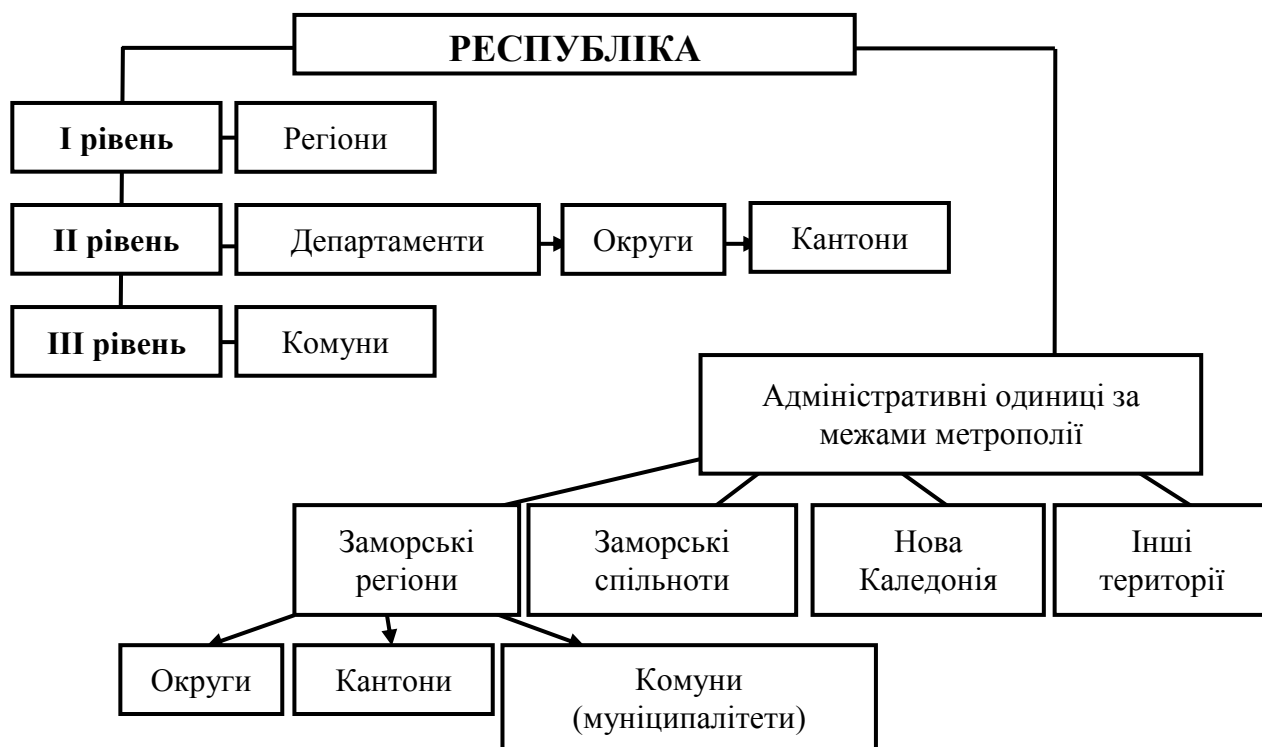 РЕСПУБЛІКА
І рівень
Регіони
ІІ рівень
Департаменти
Округи
Кантони
ІІІ рівень
Комуни
Адміністративні одиниці за
межами метрополії
Заморські
регіони
Заморські
спільноти
Нова
Каледонія
Інші
території
Округи
Кантони
Комуни
(муніципалітети)